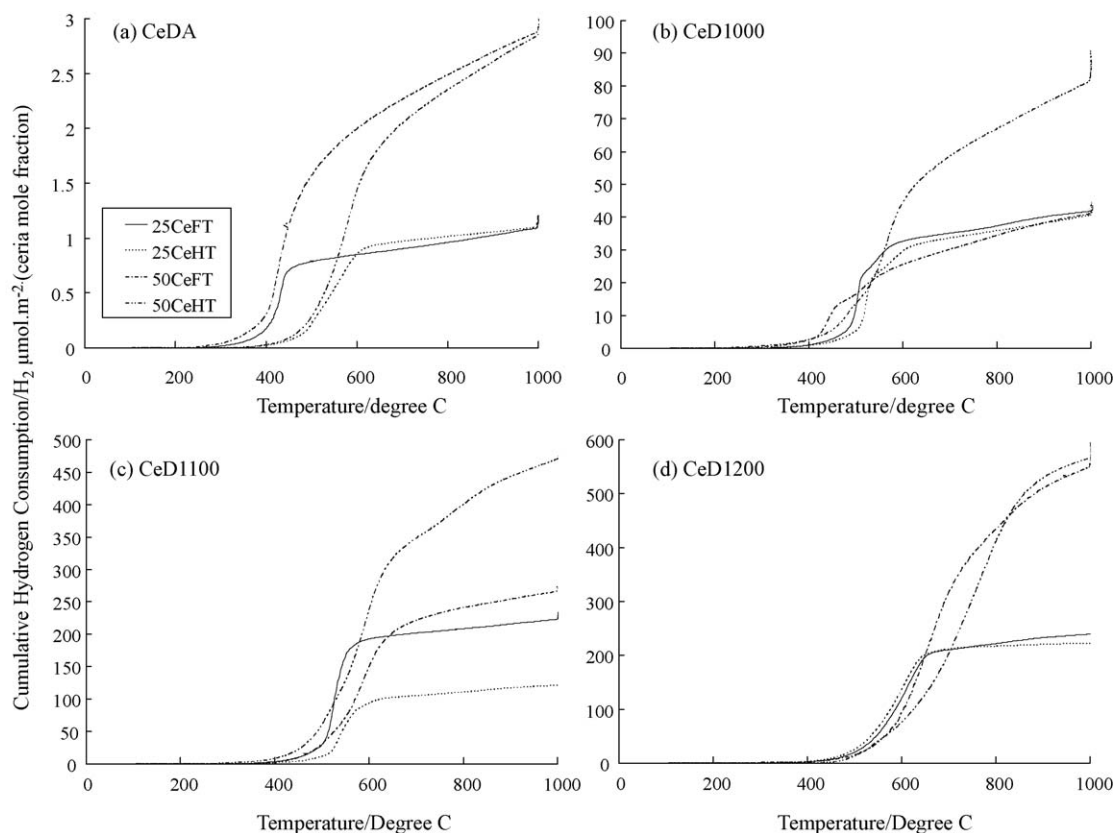 Cumulative Hydrogen Consumption/H2 μmol.m-2(ceria mole fraction)
(a) CeDA
3
2.5
2
1.5
1
0.5
0
25CeFT
25CeHT
50CeFT
50CeHT
0 200 400 600 800 1000
Temperature/degree C
(b) CeD1000
100
90
80
70
60
50
40
30
20
10
0
0 200 400 600 800 1000
Temperature/degree C
(c) CeD1100
500
450
400
350
300
250
200
150
100
50
0
0 200 400 600 800 1000
Temperature/Degree C
(d) CeD1200
600
500
400
300
200
100
0
0 200 400 600 800 1000
Temperature/Degree C